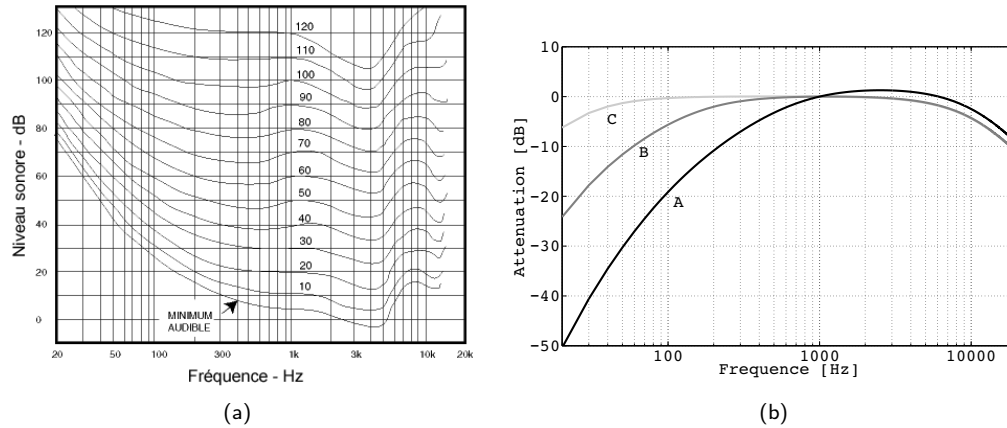 120
100
80
60
40
20
0
Niveau sonore - dB
120
110
100
90
80
70
60
50
40
30
20
10
MINIMUM
AUDIBLE
20
50
100
300
1k
3k
10k
20k
Fréquence - Hz
(a)
10
0
-10
-20
-30
-40
-50
Attenuation [dB]
C
B
A
100
1000
10000
Frequence [Hz]
(b)